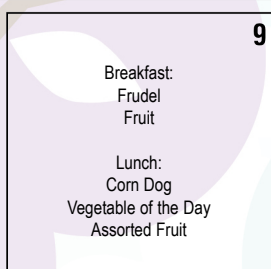 9
Breakfast:
Frudel
Fruit
Lunch:
Corn Dog
Vegetable of the Day
Assorted Fruit